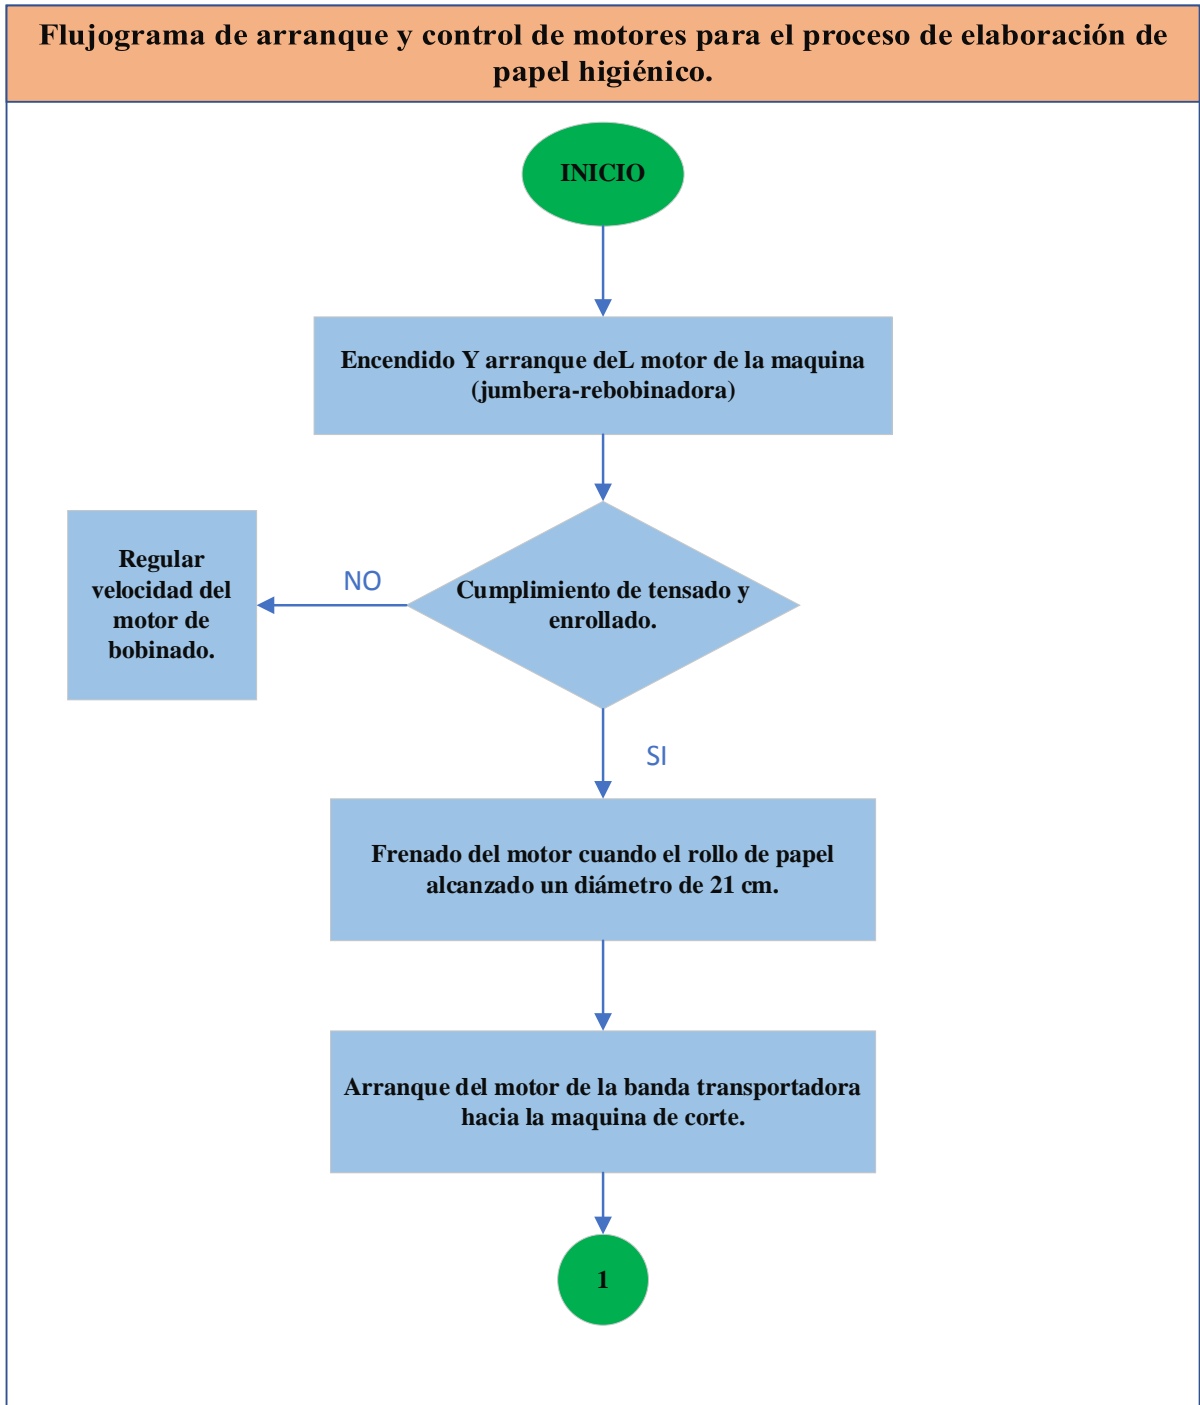 Flujograma de arranque y control de motores para el proceso de elaboración de
papel higiénico.
INICIO
Encendido Y arranque deL motor de la maquina
(jumbera-rebobinadora)
Regular
velocidad del
motor de
bobinado.
NO
Cumplimiento de tensado y
enrollado.
SI
Frenado del motor cuando el rollo de papel
alcanzado un diámetro de 21 cm.
Arranque del motor de la banda transportadora
hacia la maquina de corte.
1